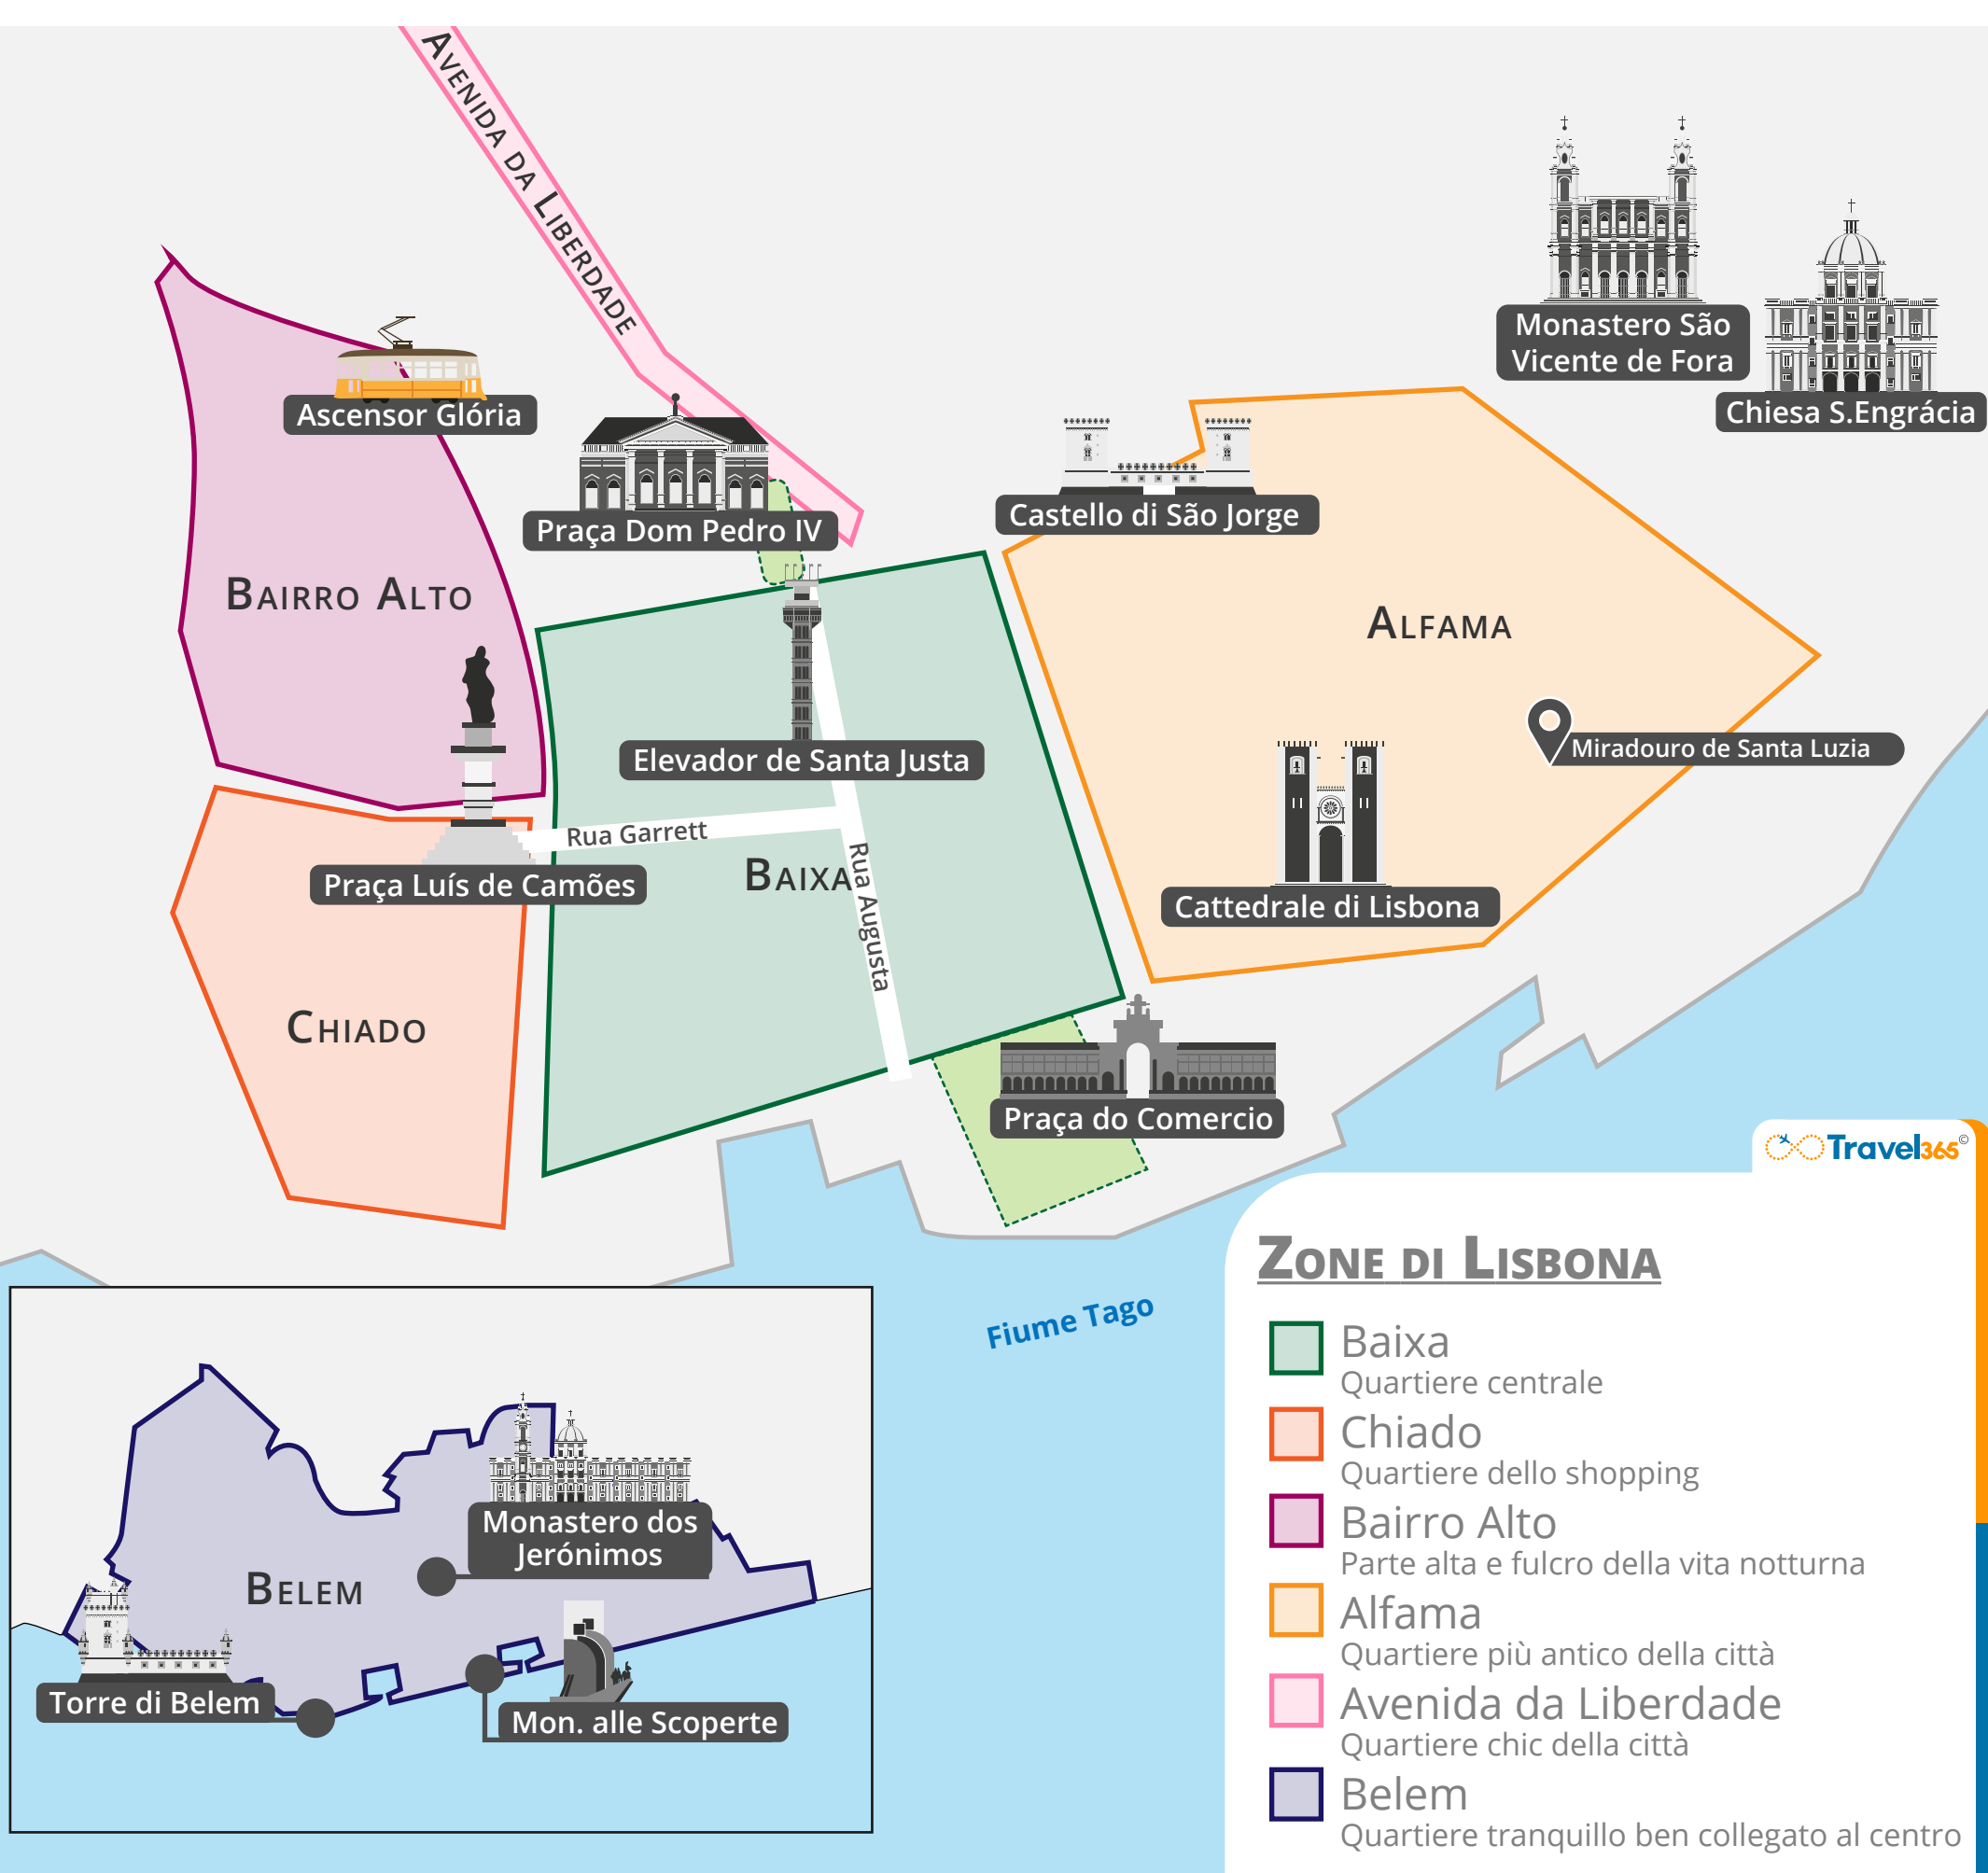 Avenida da Liberdade
Monastero São
Vicente de Fora
Chiesa S.Engrácia
Ascensor Glória
Praça Dom Pedro IV
Castello di São Jorge
Bairro Alto
Alfama
Elevador de Santa Justa
Miradouro de Santa Luzia
Rua Garrett
Baixa
Rua Augusta
Praça Luís de Camões
Cattedrale di Lisbona
Chiado
Praça do Comercio
Travel365©
Fiume Tago
Zone di Lisbona
Baixa
Quartiere centrale
Chiado
Quartiere dello shopping
Bairro Alto
Parte alta e fulcro della vita notturna
Alfama
Quartiere più antico della città
Avenida da Liberdade
Quartiere chic della città
Belem
Quartiere tranquillo ben collegato al centro
Monastero dos
Jerónimos
Belem
Torre di Belem
Mon. alle Scoperte